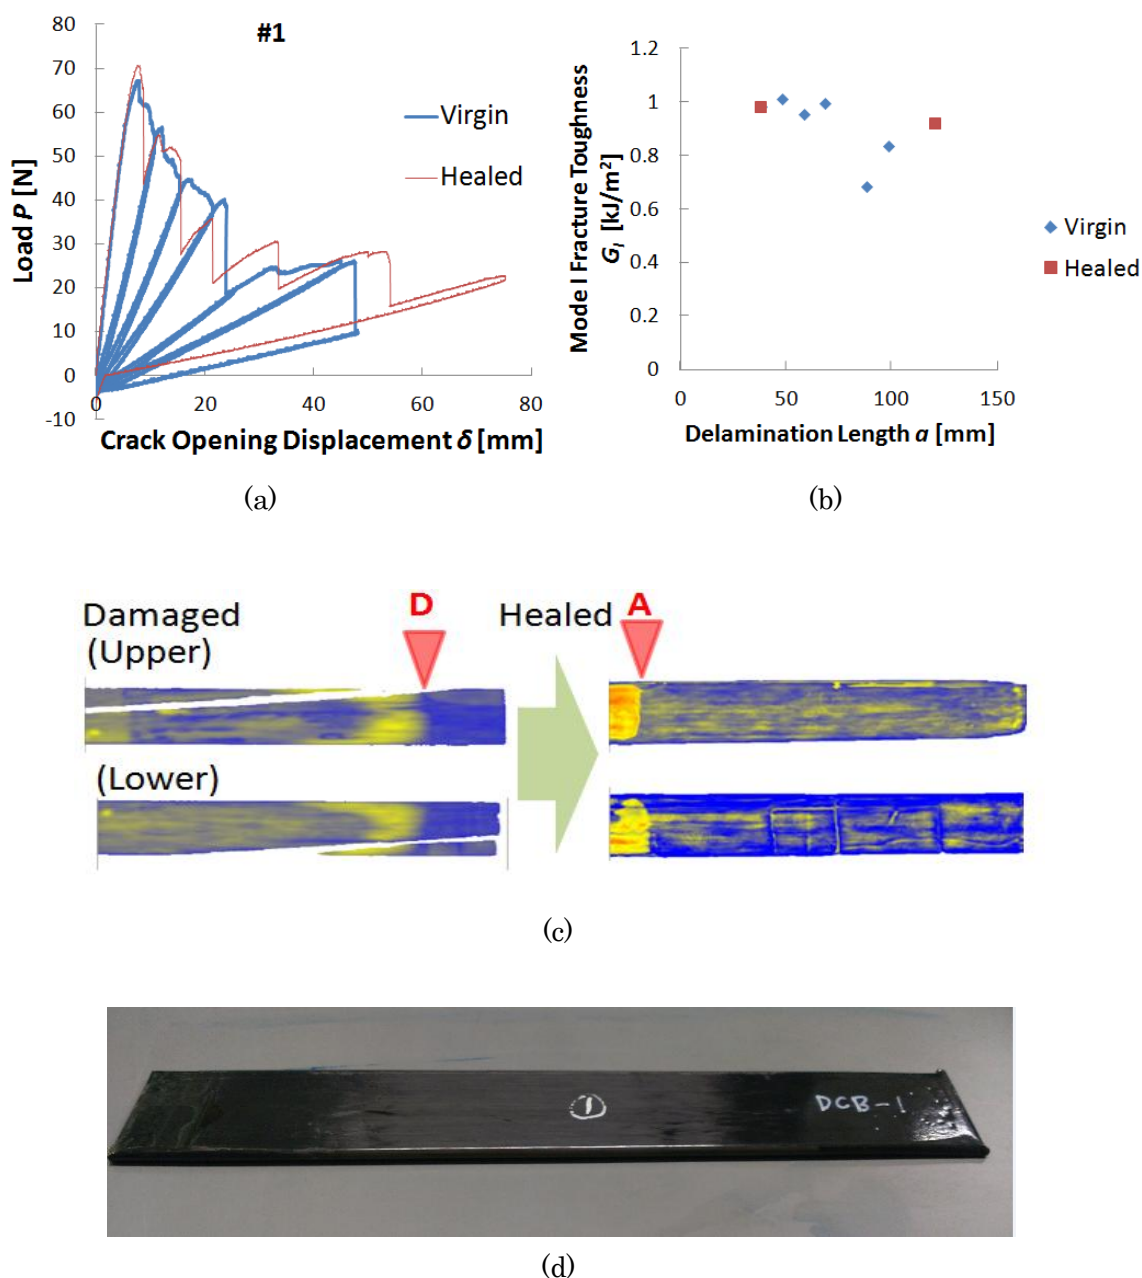 #1
80
70
60
50
40
30
20
10
0
-10
0 20 40 60 80
Load P [N]
Crack Opening Displacement δ [mm]
Virgin
Healed
(a)
1.2
1
0.8
0.6
0.4
0.2
0
0 50 100 150
Mode I Fracture Toughness
G_I [kJ/m²]
Delamination Length a [mm]
Virgin
Healed
(b)
Damaged
(Upper)
D
Healed A
(Lower)
(c)
1
DCB-1
(d)